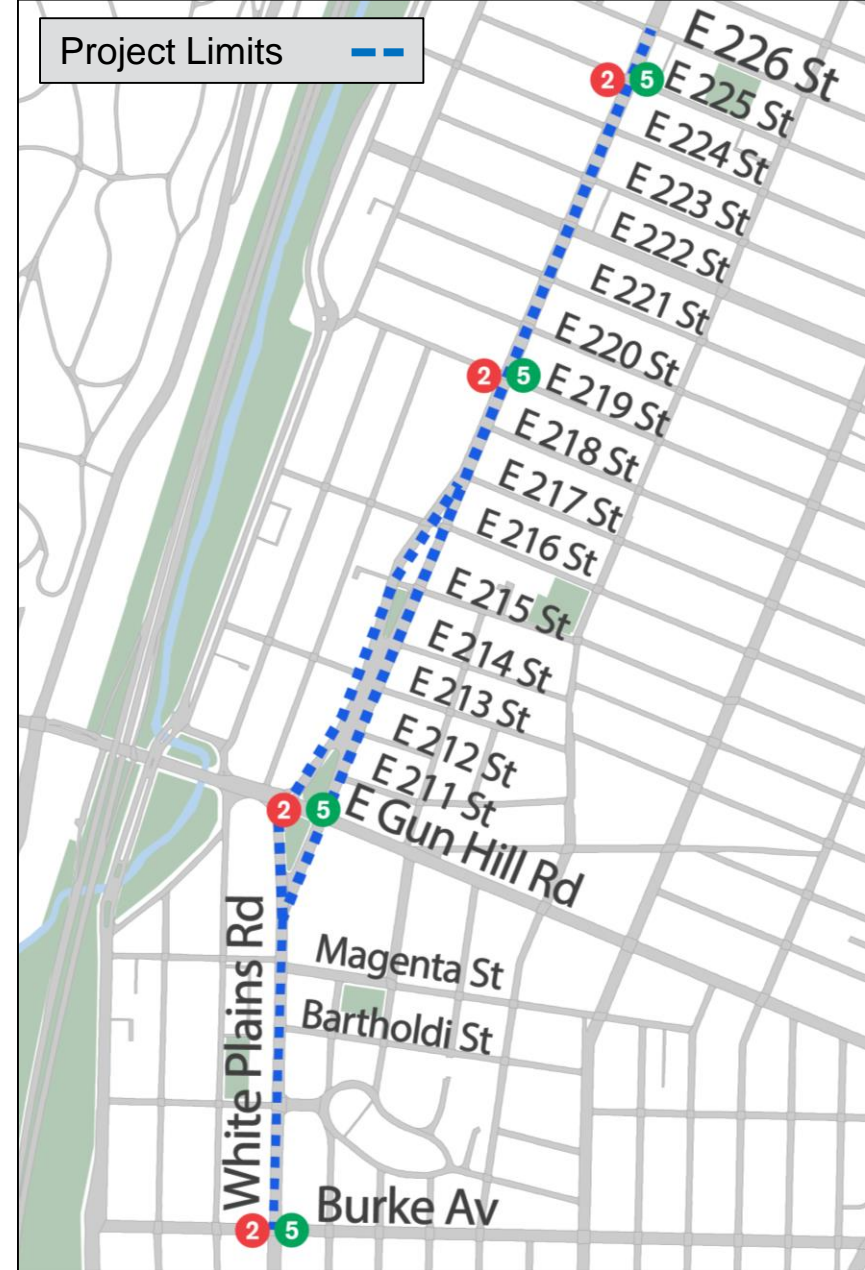 Project Limits
E 226 St
2 5
E 225 St
E 224 St
E 223 St
E 222 St
E 221 St
E 220 St
2 5
E 219 St
E 218 St
E 217 St
E 216 St
E 215 St
E 214 St
E 213 St
E 212 St
E 211 St
2 5
E Gun Hill Rd
White Plains Rd
Magenta St
Bartholdi St
Burke Av
2 5